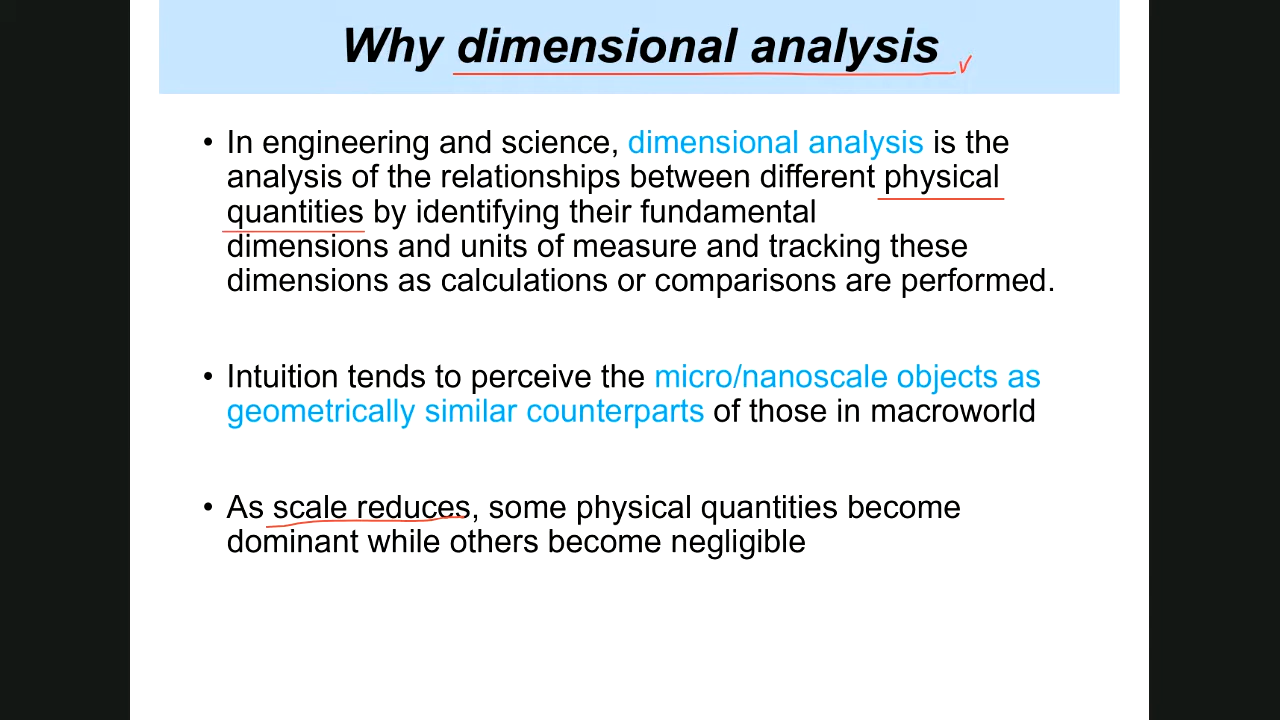 Why dimensional analysis
• In engineering and science, dimensional analysis is the
analysis of the relationships between different physical
quantities by identifying their fundamental
dimensions and units of measure and tracking these
dimensions as calculations or comparisons are performed.
• Intuition tends to perceive the micro/nanoscale objects as
geometrically similar counterparts of those in macroworld
• As scale reduces, some physical quantities become
dominant while others become negligible